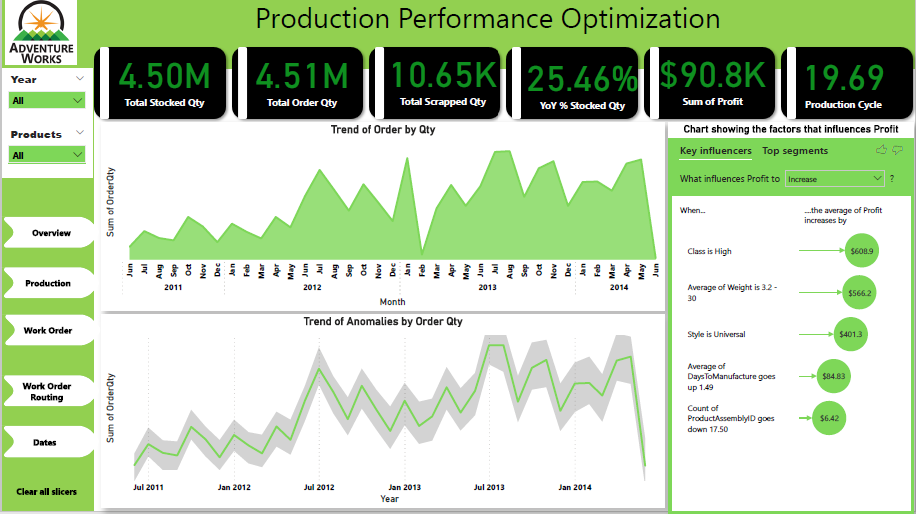 Production Performance Optimization
ADVENTURE
WORKS
Year
All
Products
All
Overview
Production
Work Order
Work Order
Routing
Dates
Clear all slicers
4.50M
Total Stocked Qty
4.51M
Total Order Qty
10.65K
Total Scrapped Qty
25.46%
YoY % Stocked Qty
$90.8K
Sum of Profit
19.69
Production Cycle
Trend of Order by Qty
Sum of OrderQty
Jun Jul Aug Sep Oct Nov Dec Jan Feb Mar Apr May Jun Jul Aug Sep Oct Nov Dec Jan Feb Mar Apr May Jun Jul Aug Sep Oct Nov Dec Jan Feb Mar Apr May Jun
2011 2012 2013 2014
Month
Trend of Anomalies by Order Qty
Sum of OrderQty
Jul 2011 Jan 2012 Jul 2012 Jan 2013 Jul 2013 Jan 2014
Year
Chart showing the factors that influences Profit
Key influencers Top segments
What influences Profit to Increase ?
When... ....the average of Profit
increases by
Class is High $608.9
Average of Weight is 3.2 -
30 $566.2
Style is Universal $401.3
Average of
DaysToManufacture goes
up 1.49 $84.83
Count of
ProductAssemblyID goes
down 17.50 $6.42